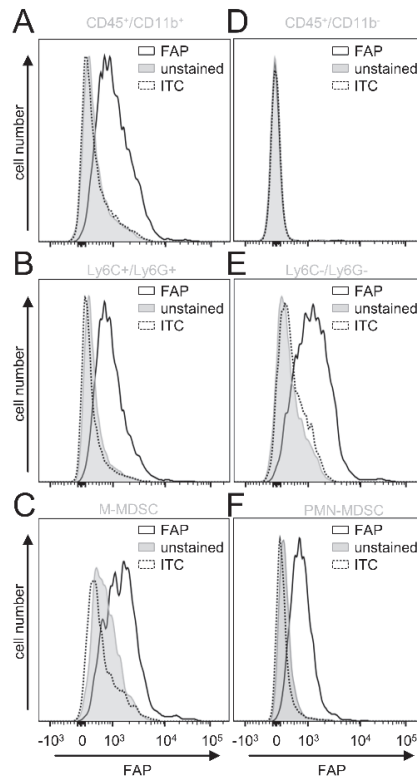 A
CD45⁺/CD11b⁺
FAP
unstained
ITC
cell number
D
CD45⁺/CD11b⁻
FAP
unstained
ITC
B
Ly6C+/Ly6G+
FAP
unstained
ITC
cell number
E
Ly6C-/Ly6G-
FAP
unstained
ITC
C
M-MDSC
FAP
unstained
ITC
cell number
-10³ 0 10³ 10⁴ 10⁵
FAP
F
PMN-MDSC
FAP
unstained
ITC
-10³ 0 10³ 10⁴ 10⁵
FAP